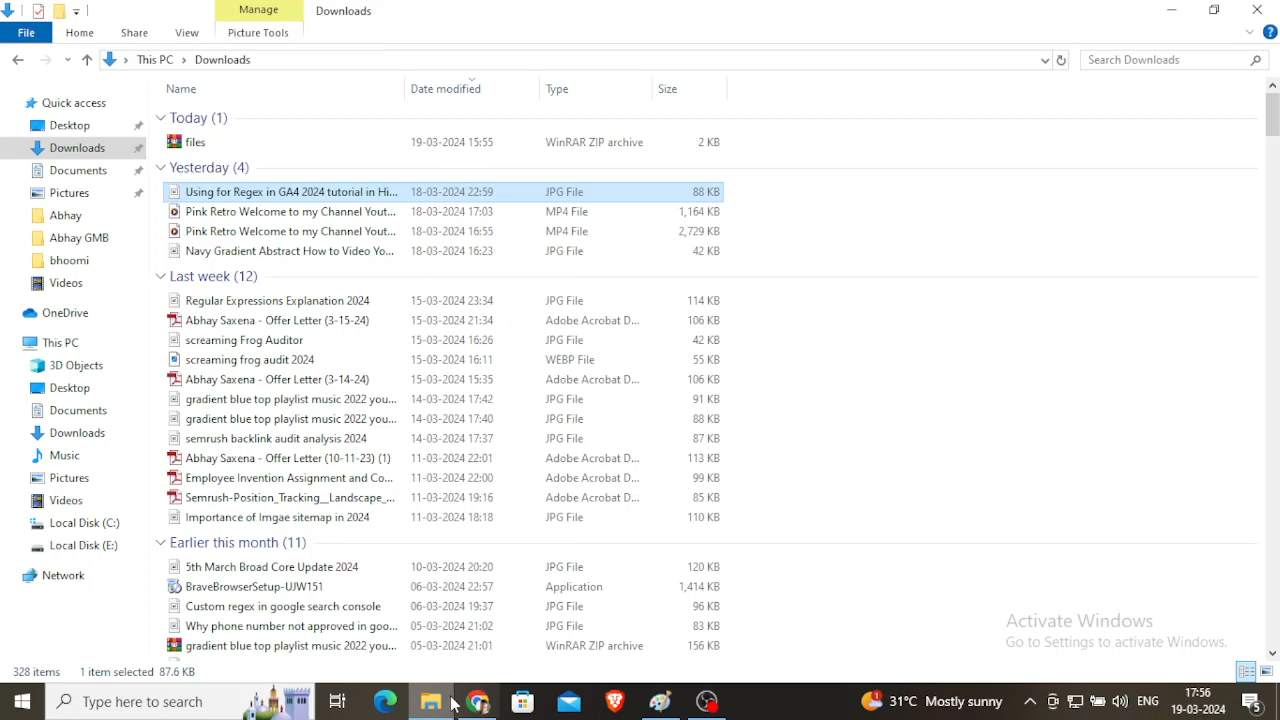 Manage
Downloads
File
Home
Share
View
Picture Tools
This PC
Downloads
Search Downloads
Name
Date modified
Type
Size
Quick access
Desktop
Downloads
Documents
Pictures
Abhay
Abhay GMB
bhoomi
Videos
OneDrive
This PC
3D Objects
Desktop
Documents
Downloads
Music
Pictures
Videos
Local Disk (C:)
Local Disk (E:)
Network
Today (1)
files 19-03-2024 15:55 WinRAR ZIP archive 2 KB
Yesterday (4)
Using for Regex in GA4 2024 tutorial in Hi... 18-03-2024 22:59 JPG File 88 KB
Pink Retro Welcome to my Channel Yout... 18-03-2024 17:03 MP4 File 1,164 KB
Pink Retro Welcome to my Channel Yout... 18-03-2024 16:55 MP4 File 2,729 KB
Navy Gradient Abstract How to Video Yo... 18-03-2024 16:23 JPG File 42 KB
Last week (12)
Regular Expressions Explanation 2024 15-03-2024 23:34 JPG File 114 KB
Abhay Saxena - Offer Letter (3-15-24) 15-03-2024 21:34 Adobe Acrobat D... 106 KB
screaming Frog Auditor 15-03-2024 16:26 JPG File 42 KB
screaming frog audit 2024 15-03-2024 16:11 WEBP File 55 KB
Abhay Saxena - Offer Letter (3-14-24) 15-03-2024 15:35 Adobe Acrobat D... 106 KB
gradient blue top playlist music 2022 you... 14-03-2024 17:42 JPG File 91 KB
gradient blue top playlist music 2022 you... 14-03-2024 17:40 JPG File 88 KB
semrush backlink audit analysis 2024 14-03-2024 17:37 JPG File 87 KB
Abhay Saxena - Offer Letter (10-11-23) (1) 11-03-2024 22:01 Adobe Acrobat D... 113 KB
Employee Invention Assignment and Co... 11-03-2024 22:00 Adobe Acrobat D... 99 KB
Semrush-Position_Tracking__Landscape_... 11-03-2024 19:16 Adobe Acrobat D... 85 KB
Importance of Imgae sitemap in 2024 11-03-2024 18:18 JPG File 110 KB
Earlier this month (11)
5th March Broad Core Update 2024 10-03-2024 20:20 JPG File 120 KB
BraveBrowserSetup-UJW151 06-03-2024 22:57 Application 1,414 KB
Custom regex in google search console 06-03-2024 19:37 JPG File 96 KB
Why phone number not approved in goo... 05-03-2024 21:02 JPG File 83 KB
gradient blue top playlist music 2022 you... 05-03-2024 21:01 WinRAR ZIP archive 156 KB
Activate Windows
Go to Settings to activate Windows.
328 items 1 item selected 87.6 KB
Type here to search
1
31°C Mostly sunny
ENG
17:56
19-03-2024
5